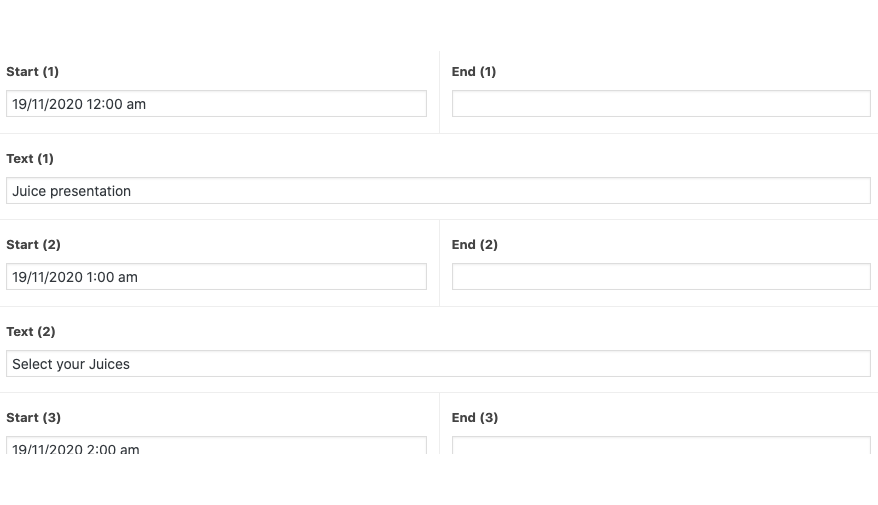 Start (1)
End (1)
19/11/2020 12:00 am
Text (1)
Juice presentation
Start (2)
End (2)
19/11/2020 1:00 am
Text (2)
Select your Juices
Start (3)
End (3)
19/11/2020 2:00 am